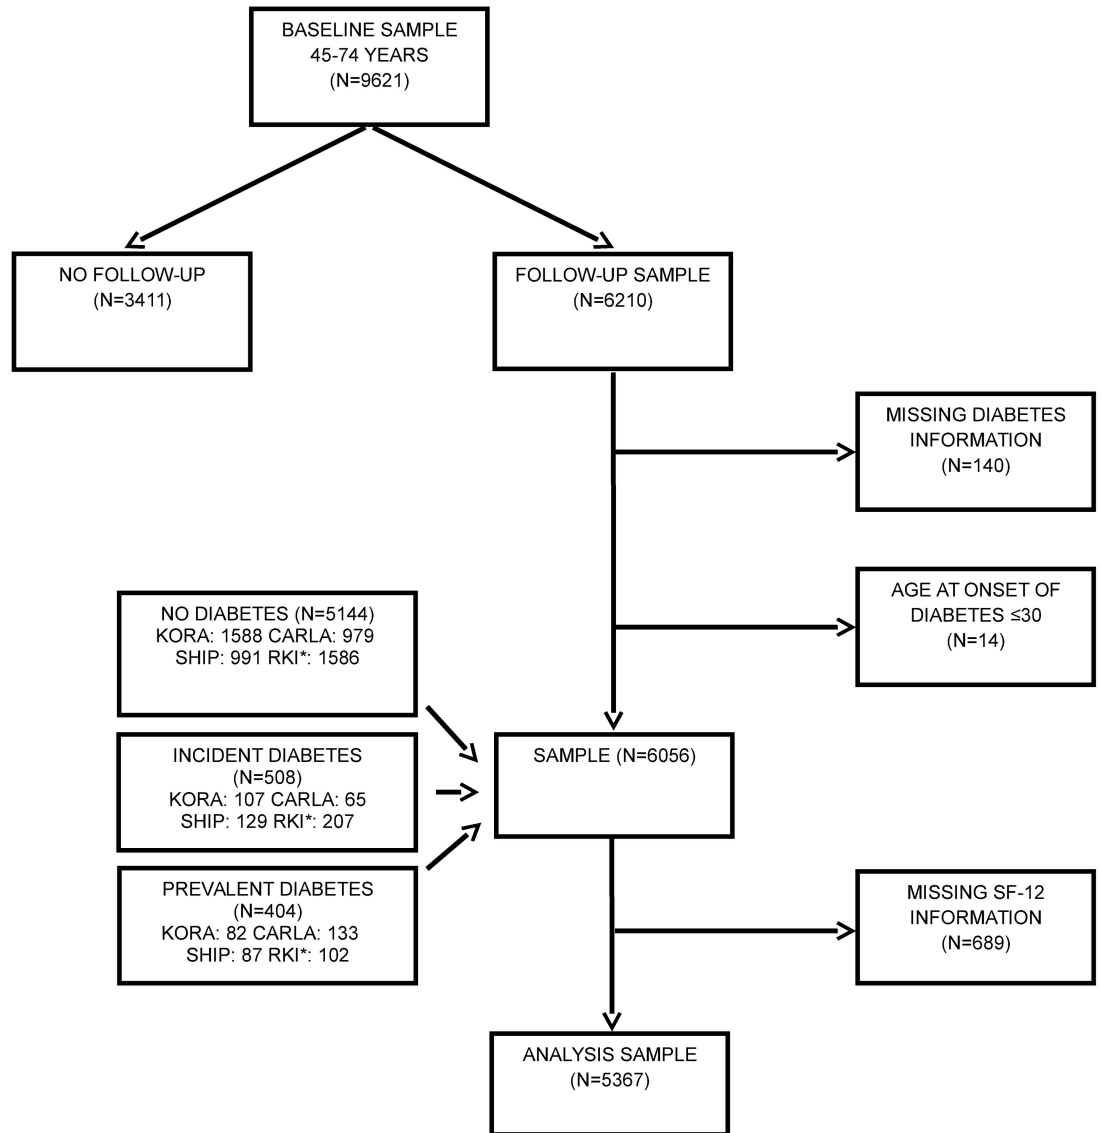 BASELINE SAMPLE
45-74 YEARS
(N=9621)
NO FOLLOW-UP
(N=3411)
FOLLOW-UP SAMPLE
(N=6210)
MISSING DIABETES
INFORMATION
(N=140)
AGE AT ONSET OF
DIABETES ≤30
(N=14)
NO DIABETES (N=5144)
KORA: 1588 CARLA: 979
SHIP: 991 RKI*: 1586
INCIDENT DIABETES
(N=508)
KORA: 107 CARLA: 65
SHIP: 129 RKI*: 207
PREVALENT DIABETES
(N=404)
KORA: 82 CARLA: 133
SHIP: 87 RKI*: 102
SAMPLE (N=6056)
MISSING SF-12
INFORMATION
(N=689)
ANALYSIS SAMPLE
(N=5367)